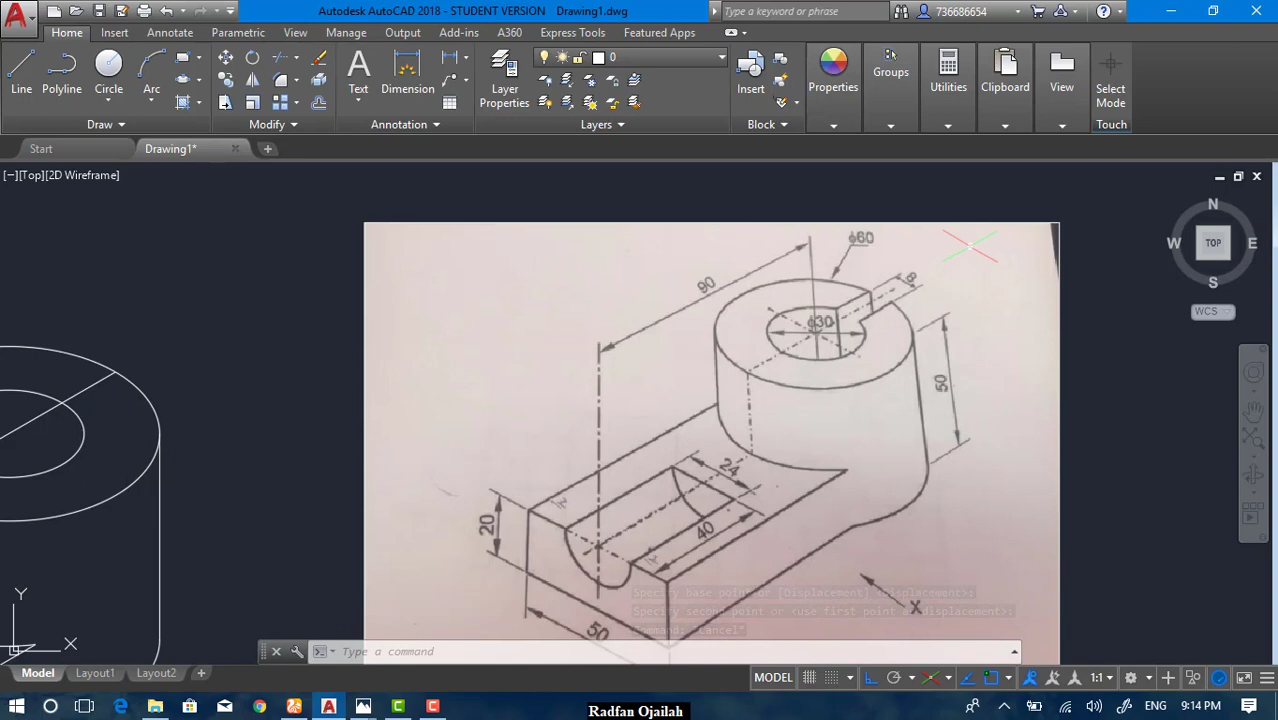 Autodesk AutoCAD 2018 - STUDENT VERSION Drawing1.dwg
Type a keyword or phrase
736686654
Home Insert Annotate Parametric View Manage Output Add-ins A360 Express Tools Featured Apps
Line Polyline Circle Arc
Text Dimension
Layer Properties
0
Insert
Properties Groups Utilities Clipboard View
Select Mode
Draw Modify Annotation Layers Block Touch
Start Drawing1*
[−][Top][2D Wireframe]
N
W TOP E
S
WCS
ϕ60
90
8
ϕ30
50
24
20
40
50
X
Y
X
Specify base point or [Displacement] <Displacement>:
Specify second point or <use first point as displacement>:
Command: *Cancel*
Type a command
Model Layout1 Layout2
MODEL 1:1
9:14 PM
Radfan Ojailah